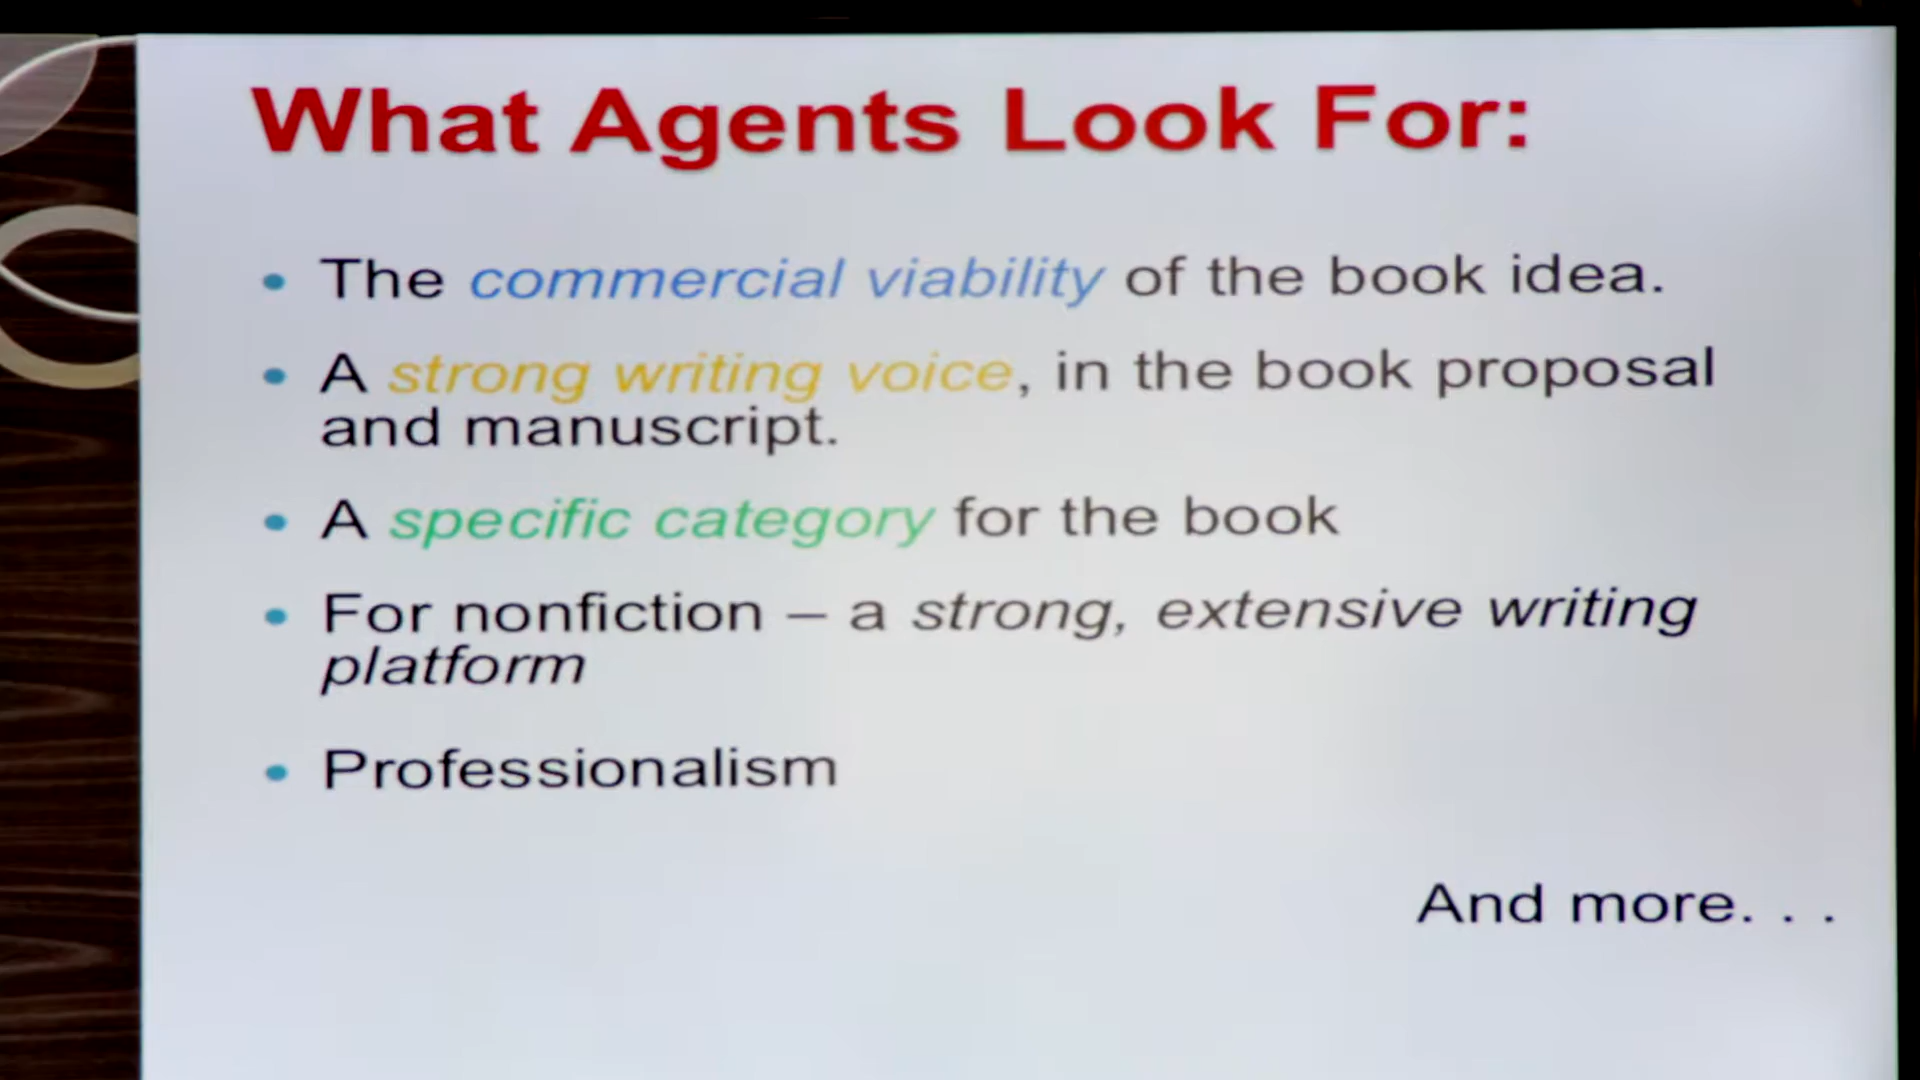 What Agents Look For:
• The commercial viability of the book idea.
• A strong writing voice, in the book proposal
and manuscript.
• A specific category for the book
• For nonfiction – a strong, extensive writing
platform
• Professionalism
And more. . .